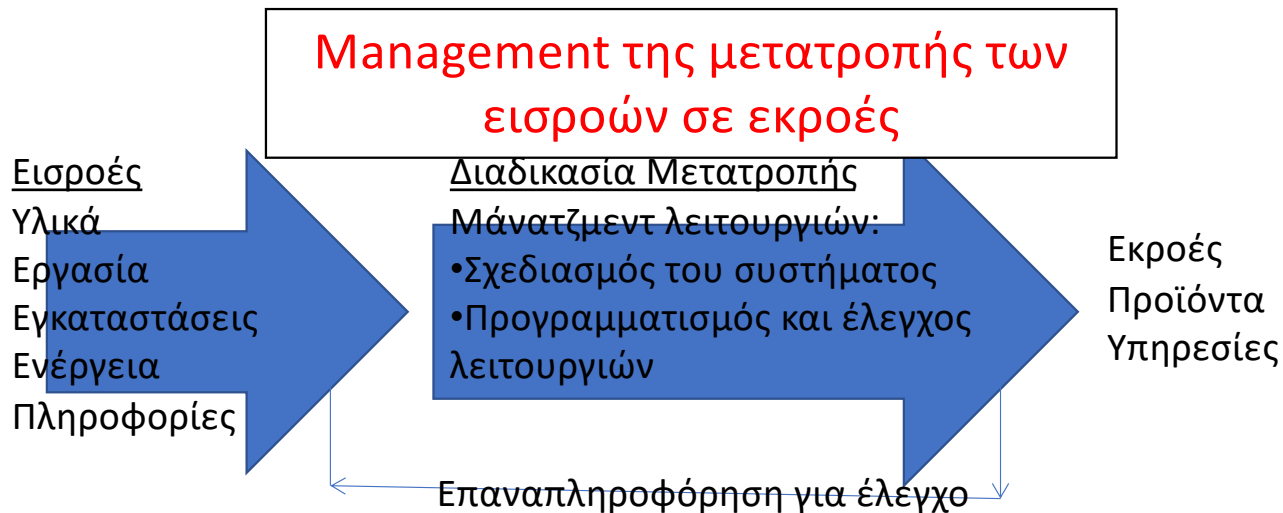 Management της μετατροπής των
εισροών σε εκροές
Εισροές
Υλικά
Εργασία
Εγκαταστάσεις
Ενέργεια
Πληροφορίες
Διαδικασία Μετατροπής
Μάνατζμεντ λειτουργιών:
•Σχεδιασμός του συστήματος
•Προγραμματισμός και έλεγχος
λειτουργιών
Εκροές
Προϊόντα
Υπηρεσίες
Επαναπληροφόρηση για έλεγχο